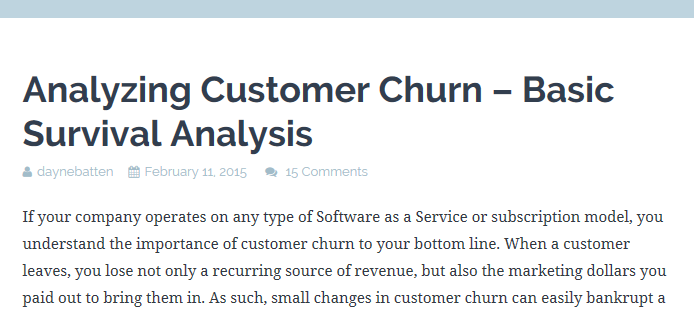 Analyzing Customer Churn – Basic
Survival Analysis
daynebatten February 11, 2015 15 Comments
If your company operates on any type of Software as a Service or subscription model, you
understand the importance of customer churn to your bottom line. When a customer
leaves, you lose not only a recurring source of revenue, but also the marketing dollars you
paid out to bring them in. As such, small changes in customer churn can easily bankrupt a